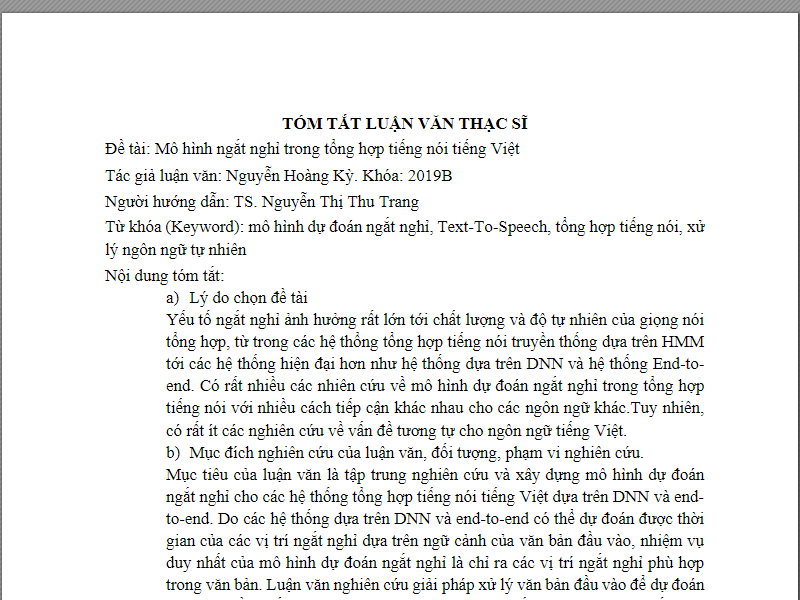 TÓM TẮT LUẬN VĂN THẠC SĨ
Đề tài: Mô hình ngắt nghỉ trong tổng hợp tiếng nói tiếng Việt
Tác giả luận văn: Nguyễn Hoàng Kỳ. Khóa: 2019B
Người hướng dẫn: TS. Nguyễn Thị Thu Trang
Từ khóa (Keyword): mô hình dự đoán ngắt nghỉ, Text-To-Speech, tổng hợp tiếng nói, xử
lý ngôn ngữ tự nhiên
Nội dung tóm tắt:
a) Lý do chọn đề tài
Yếu tố ngắt nghỉ ảnh hưởng rất lớn tới chất lượng và độ tự nhiên của giọng nói
tổng hợp, từ trong các hệ thống tổng hợp tiếng nói truyền thống dựa trên HMM
tới các hệ thống hiện đại hơn như hệ thống dựa trên DNN và hệ thống End-to-
end. Có rất nhiều các nhiên cứu về mô hình dự đoán ngắt nghỉ trong tổng hợp
tiếng nói với nhiều cách tiếp cận khác nhau cho các ngôn ngữ khác.Tuy nhiên,
có rất ít các nghiên cứu về vấn đề tương tự cho ngôn ngữ tiếng Việt.
b) Mục đích nghiên cứu của luận văn, đối tượng, phạm vi nghiên cứu.
Mục tiêu của luận văn là tập trung nghiên cứu và xây dựng mô hình dự đoán
ngắt nghỉ cho các hệ thống tổng hợp tiếng nói tiếng Việt dựa trên DNN và end-
to-end. Do các hệ thống dựa trên DNN và end-to-end có thể dự đoán được thời
gian của các vị trí ngắt nghỉ dựa trên ngữ cảnh của văn bản đầu vào, nhiệm vụ
duy nhất của mô hình dự đoán ngắt nghỉ là chỉ ra các vị trí ngắt nghỉ phù hợp
trong văn bản. Luận văn nghiên cứu giải pháp xử lý văn bản đầu vào để dự đoán